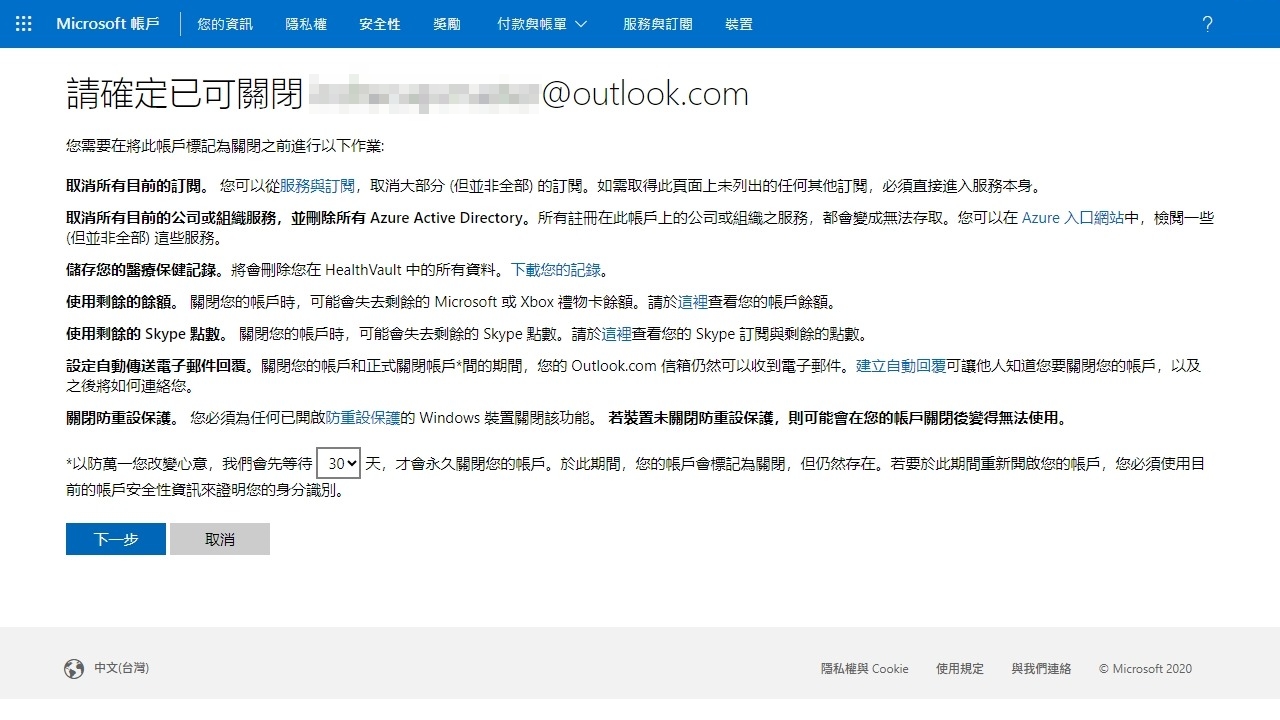 Microsoft 帳戶 您的資訊 隱私權 安全性 獎勵 付款與帳單 服務與訂閱 裝置 ?
請確定已可關閉 @outlook.com
您需要在將此帳戶標記為關閉之前進行以下作業:
取消所有目前的訂閱。 您可以從服務與訂閱，取消大部分 (但並非全部) 的訂閱。如需取得此頁面上未列出的任何其他訂閱，必須直接進入服務本身。
取消所有目前的公司或組織服務，並刪除所有 Azure Active Directory。所有註冊在此帳戶上的公司或組織之服務，都會變成無法存取。您可以在 Azure 入口網站中，檢閱一些
(但並非全部) 這些服務。
儲存您的醫療保健記錄。將會刪除您在 HealthVault 中的所有資料。下載您的記錄。
使用剩餘的餘額。 關閉您的帳戶時，可能會失去剩餘的 Microsoft 或 Xbox 禮物卡餘額。請於這裡查看您的帳戶餘額。
使用剩餘的 Skype 點數。 關閉您的帳戶時，可能會失去剩餘的 Skype 點數。請於這裡查看您的 Skype 訂閱與剩餘的點數。
設定自動傳送電子郵件回覆。關閉您的帳戶和正式關閉帳戶*間的期間，您的 Outlook.com 信箱仍然可以收到電子郵件。建立自動回覆可讓他人知道您要關閉您的帳戶，以及
之後將如何連絡您。
關閉防重設保護。 您必須為任何已開啟防重設保護的 Windows 裝置關閉該功能。 若裝置未關閉防重設保護，則可能會在您的帳戶關閉後變得無法使用。
*以防萬一您改變心意，我們會先等待 30 天，才會永久關閉您的帳戶。於此期間，您的帳戶會標記為關閉，但仍然存在。若要於此期間重新開啟您的帳戶，您必須使用目
前的帳戶安全性資訊來證明您的身分識別。
下一步 取消
中文(台灣) 隱私權與 Cookie 使用規定 與我們連絡 © Microsoft 2020